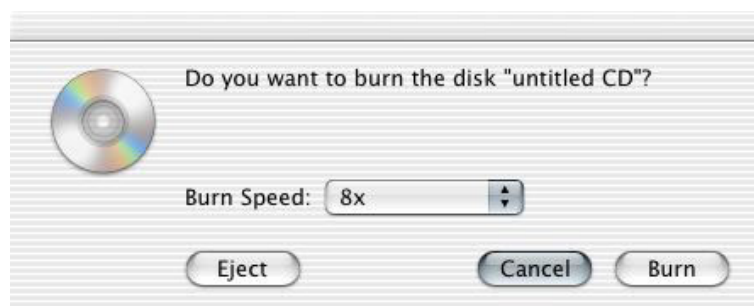 Do you want to burn the disk "untitled CD"?
Burn Speed: 8x
Eject Cancel Burn